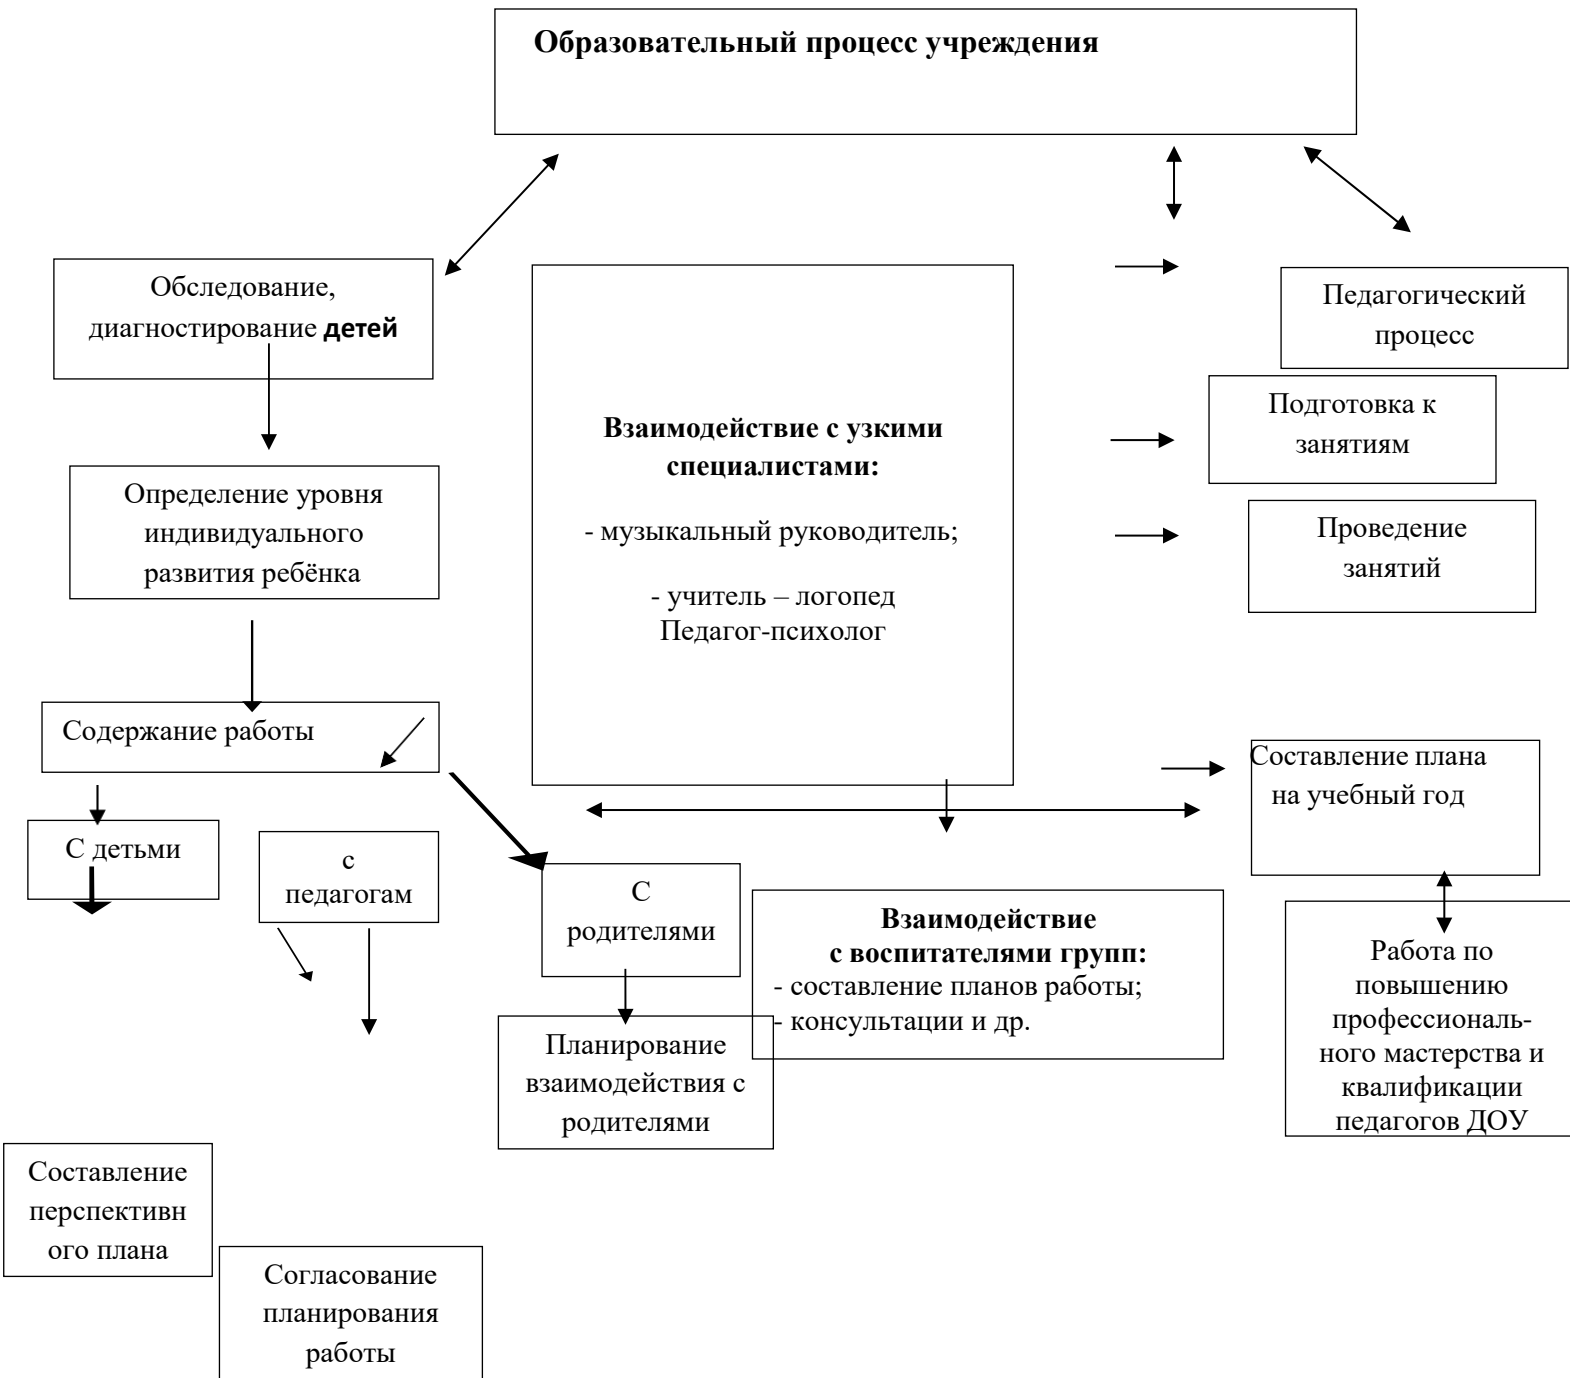 Образовательный процесс учреждения
Обследование,
диагностирование детей
Педагогический
процесс
Подготовка к
занятиям
Взаимодействие с узкими
специалистами:
- музыкальный руководитель;
- учитель – логопед
Педагог-психолог
Определение уровня
индивидуального
развития ребёнка
Проведение
занятий
Содержание работы
Составление плана
на учебный год
С детьми
с
педагогам
С
родителями
Взаимодействие
с воспитателями групп:
- составление планов работы;
- консультации и др.
Работа по
повышению
профессиональ-
ного мастерства и
квалификации
педагогов ДОУ
Планирование
взаимодействия с
родителями
Составление
перспективн
ого плана
Согласование
планирования
работы